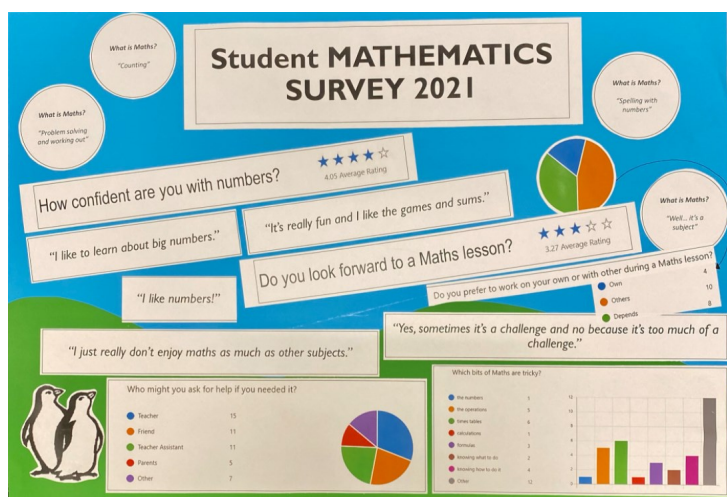 Student MATHEMATICS
SURVEY 2021
What is Maths?
"Counting"
What is Maths?
"Problem solving
and working out"
What is Maths?
"Spelling with
numbers"
What is Maths?
"Well... it's a
subject"
How confident are you with numbers?
4.05 Average Rating
"I like to learn about big numbers."
"It's really fun and I like the games and sums."
Do you look forward to a Maths lesson?
3.27 Average Rating
"I like numbers!"
Do you prefer to work on your own or with other during a Maths lesson?
Own 4
Others 10
Depends 8
"Yes, sometimes it's a challenge and no because it's too much of a
challenge."
"I just really don't enjoy maths as much as other subjects."
Who might you ask for help if you needed it?
Teacher 15
Friend 11
Teacher Assistant 11
Parents 5
Other 7
Which bits of Maths are tricky?
the numbers 1
the operations 5
times tables 6
calculations 1
formulas 3
knowing what to do 2
knowing how to do it 4
Other 12